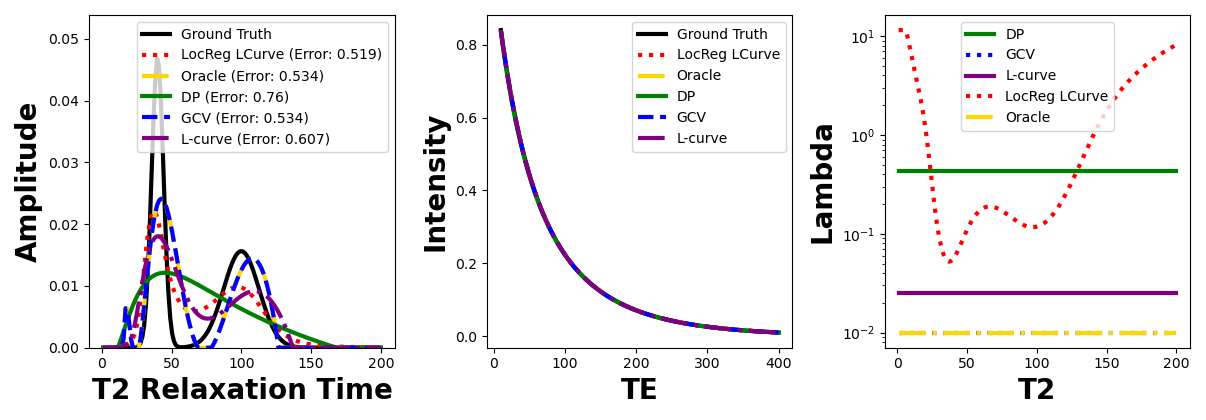 Amplitude
0.05
0.04
0.03
0.02
0.01
0.00
Ground Truth
LocReg LCurve (Error: 0.519)
Oracle (Error: 0.534)
DP (Error: 0.76)
GCV (Error: 0.534)
L-curve (Error: 0.607)
0 50 100 150 200
T2 Relaxation Time
Intensity
0.8
0.6
0.4
0.2
0.0
Ground Truth
LocReg LCurve
Oracle
DP
GCV
L-curve
0 100 200 300 400
TE
Lambda
10¹
10⁰
10⁻¹
10⁻²
DP
GCV
L-curve
LocReg LCurve
Oracle
0 50 100 150 200
T2